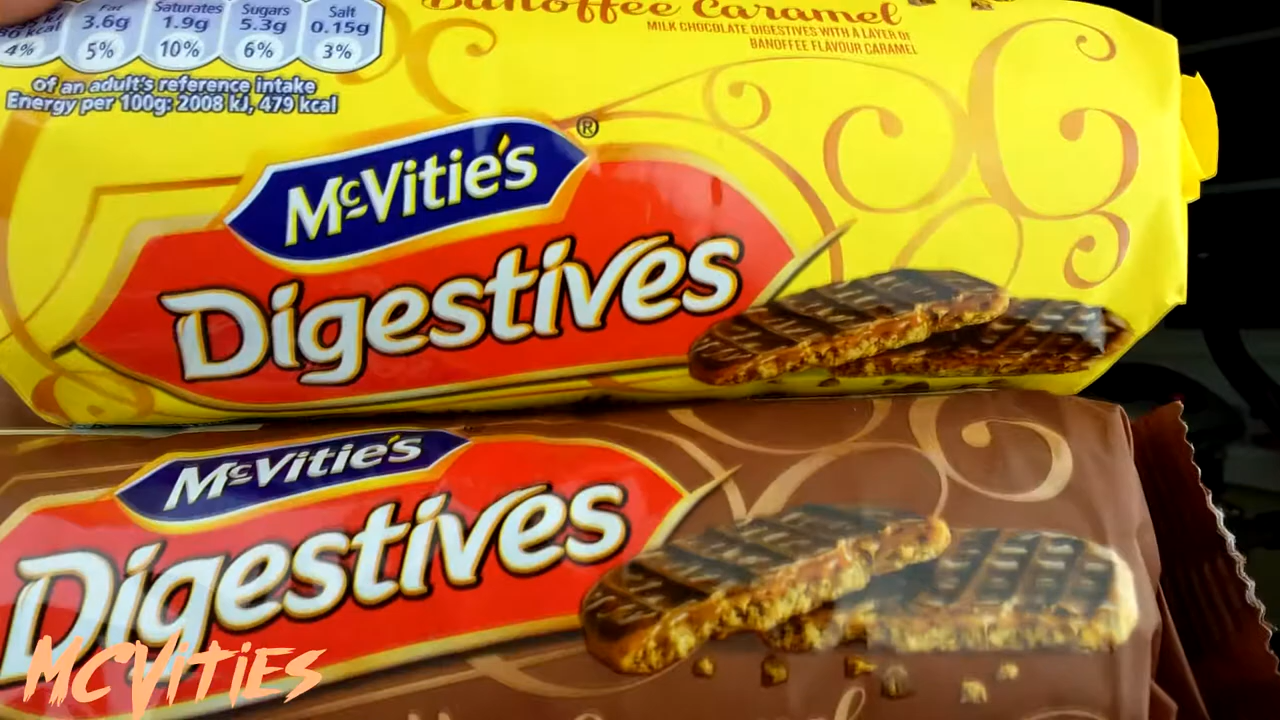 Fat Saturates Sugars Salt
kcal 3.6g 1.9g 5.3g 0.15g
4% 5% 10% 6% 3%
of an adult's reference intake
Energy per 100g: 2008 kJ, 479 kcal
Banoffee Caramel
MILK CHOCOLATE DIGESTIVES WITH A LAYER OF
BANOFFEE FLAVOUR CARAMEL
McVitie's ®
Digestives
McVitie's
Digestives
McVities